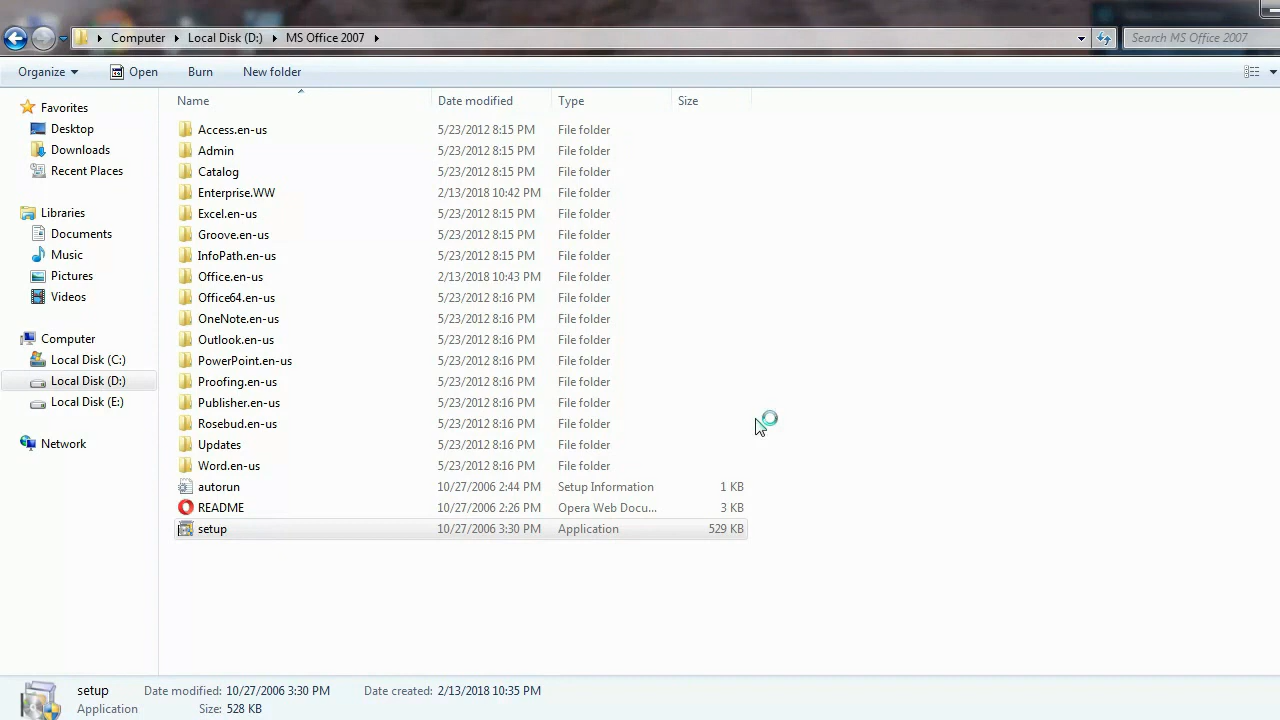 Computer Local Disk (D:) MS Office 2007 Search MS Office 2007
Organize Open Burn New folder
Name Date modified Type Size
Favorites
Desktop
Downloads
Recent Places
Libraries
Documents
Music
Pictures
Videos
Computer
Local Disk (C:)
Local Disk (D:)
Local Disk (E:)
Network
Access.en-us 5/23/2012 8:15 PM File folder
Admin 5/23/2012 8:15 PM File folder
Catalog 5/23/2012 8:15 PM File folder
Enterprise.WW 2/13/2018 10:42 PM File folder
Excel.en-us 5/23/2012 8:15 PM File folder
Groove.en-us 5/23/2012 8:15 PM File folder
InfoPath.en-us 5/23/2012 8:15 PM File folder
Office.en-us 2/13/2018 10:43 PM File folder
Office64.en-us 5/23/2012 8:16 PM File folder
OneNote.en-us 5/23/2012 8:16 PM File folder
Outlook.en-us 5/23/2012 8:16 PM File folder
PowerPoint.en-us 5/23/2012 8:16 PM File folder
Proofing.en-us 5/23/2012 8:16 PM File folder
Publisher.en-us 5/23/2012 8:16 PM File folder
Rosebud.en-us 5/23/2012 8:16 PM File folder
Updates 5/23/2012 8:16 PM File folder
Word.en-us 5/23/2012 8:16 PM File folder
autorun 10/27/2006 2:44 PM Setup Information 1 KB
README 10/27/2006 2:26 PM Opera Web Docu... 3 KB
setup 10/27/2006 3:30 PM Application 529 KB
setup Date modified: 10/27/2006 3:30 PM Date created: 2/13/2018 10:35 PM
Application Size: 528 KB